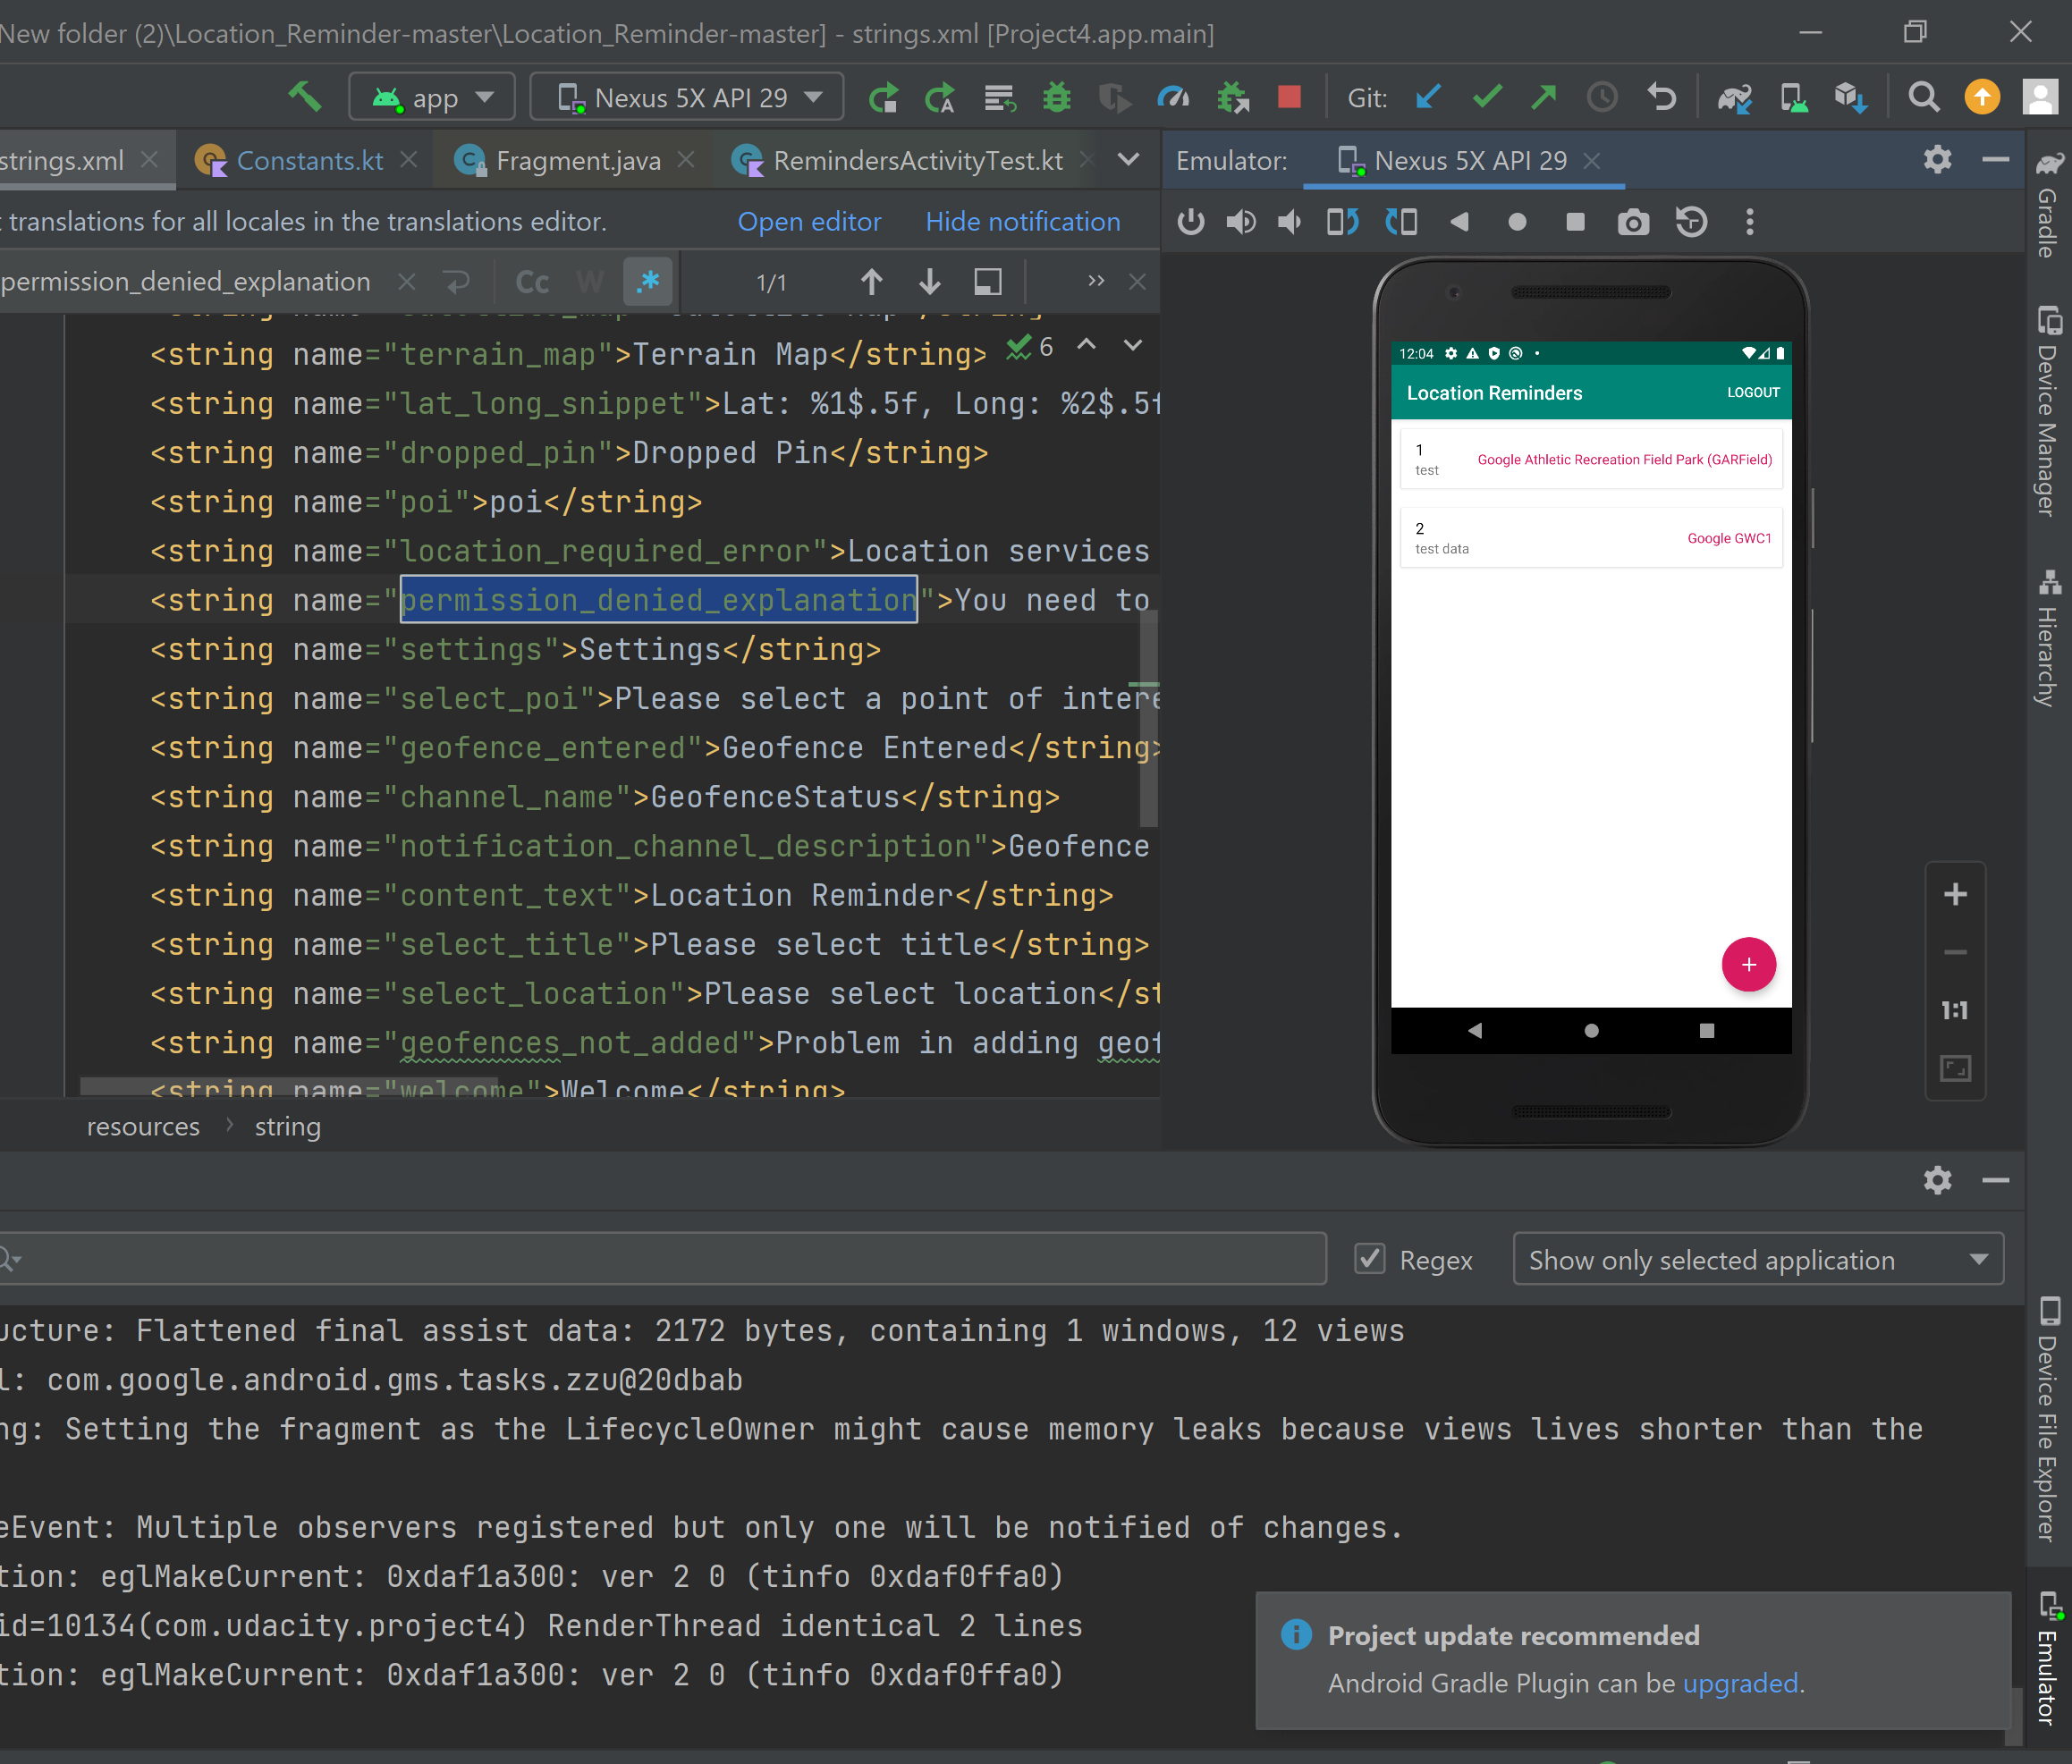 New folder (2)\Location_Reminder-master\Location_Reminder-master] - strings.xml [Project4.app.main]
app
Nexus 5X API 29
Git:
strings.xml
Constants.kt
Fragment.java
RemindersActivityTest.kt
Emulator:
Nexus 5X API 29
translations for all locales in the translations editor.
Open editor
Hide notification
permission_denied_explanation
Cc
W
.*
1/1
<string name="terrain_map">Terrain Map</string>
6
<string name="lat_long_snippet">Lat: %1$.5f, Long: %2$.5f
<string name="dropped_pin">Dropped Pin</string>
<string name="poi">poi</string>
<string name="location_required_error">Location services
<string name="permission_denied_explanation">You need to
<string name="settings">Settings</string>
<string name="select_poi">Please select a point of intere
<string name="geofence_entered">Geofence Entered</string>
<string name="channel_name">GeofenceStatus</string>
<string name="notification_channel_description">Geofence
<string name="content_text">Location Reminder</string>
<string name="select_title">Please select title</string>
<string name="select_location">Please select location</st
<string name="geofences_not_added">Problem in adding geof
<string name="welcome">Welcome</string>
resources
string
12:04
Location Reminders
LOGOUT
1
test
Google Athletic Recreation Field Park (GARField)
2
test data
Google GWC1
+
1:1
Gradle
Device Manager
Hierarchy
Device File Explorer
Emulator
Regex
Show only selected application
ucture: Flattened final assist data: 2172 bytes, containing 1 windows, 12 views
l: com.google.android.gms.tasks.zzu@20dbab
ng: Setting the fragment as the LifecycleOwner might cause memory leaks because views lives shorter than the
eEvent: Multiple observers registered but only one will be notified of changes.
tion: eglMakeCurrent: 0xdaf1a300: ver 2 0 (tinfo 0xdaf0ffa0)
id=10134(com.udacity.project4) RenderThread identical 2 lines
tion: eglMakeCurrent: 0xdaf1a300: ver 2 0 (tinfo 0xdaf0ffa0)
Project update recommended
Android Gradle Plugin can be upgraded.